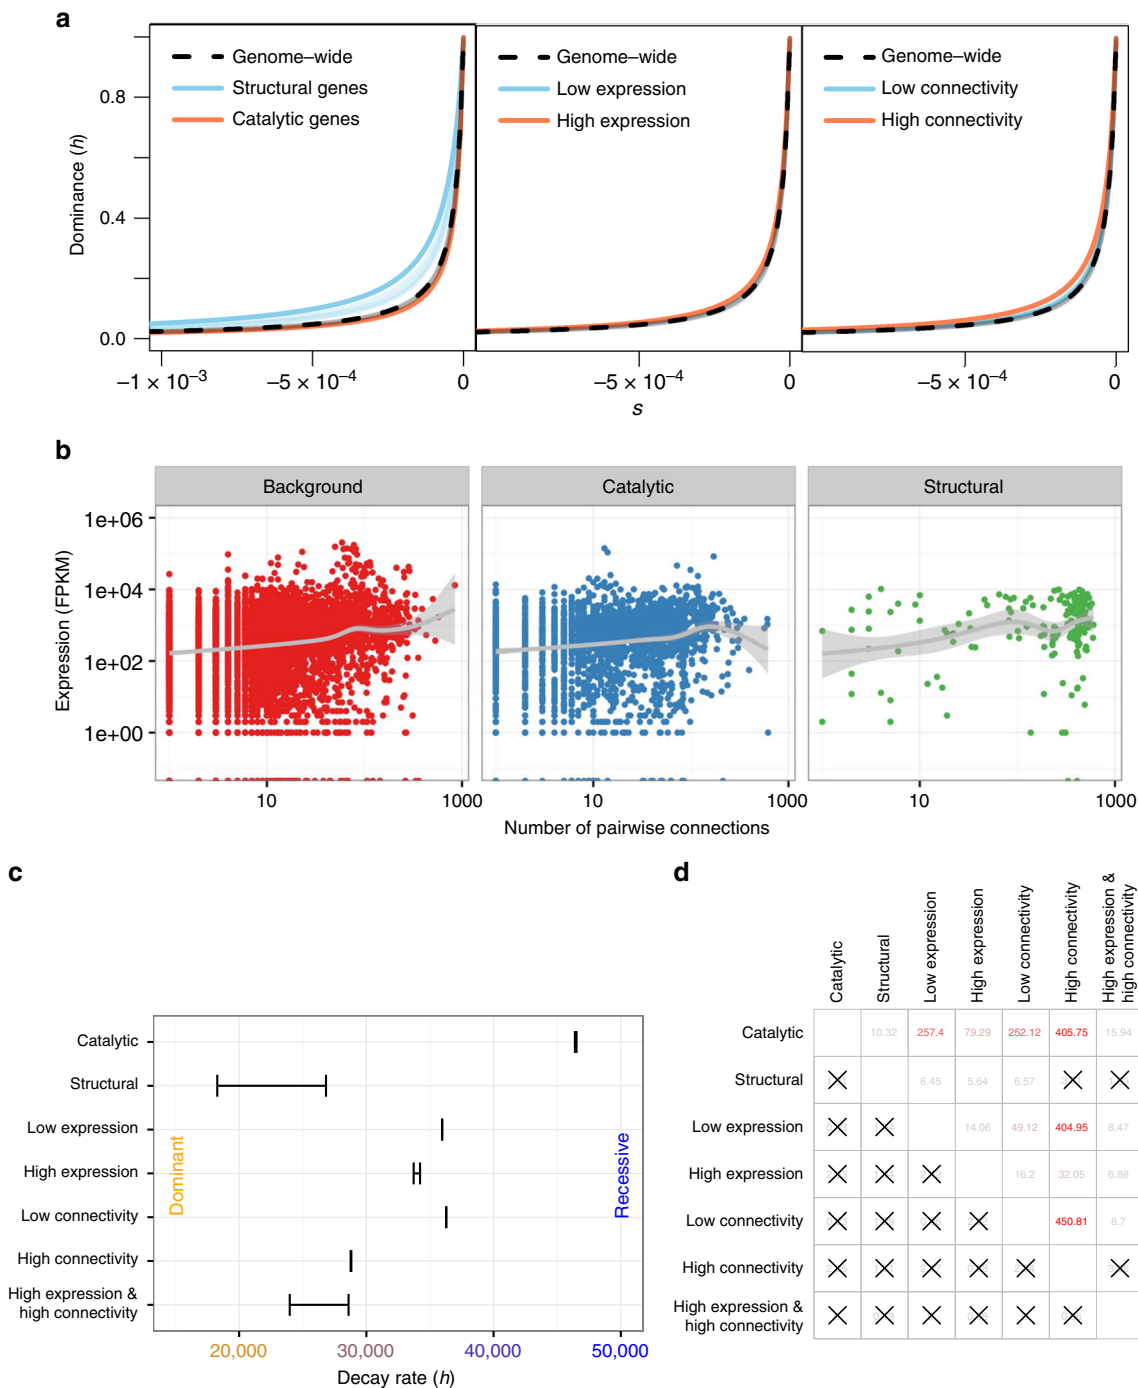 a
Genome–wide
Structural genes
Catalytic genes
Genome–wide
Low expression
High expression
Genome–wide
Low connectivity
High connectivity
Dominance (h)
0.8
0.4
0.0
−1 × 10−3
−5 × 10−4
0
−5 × 10−4
0
−5 × 10−4
0
s
b
Background
Catalytic
Structural
Expression (FPKM)
1e+06
1e+04
1e+02
1e+00
10
1000
10
1000
10
1000
Number of pairwise connections
c
Catalytic
Structural
Low expression
High expression
Low connectivity
High connectivity
High expression &
high connectivity
Dominant
Recessive
20,000
30,000
40,000
50,000
Decay rate (h)
d
Catalytic
Structural
Low expression
High expression
Low connectivity
High connectivity
High expression &
high connectivity
Catalytic
10.32
257.4
79.29
252.12
405.75
15.94
Structural
6.45
5.64
6.57
Low expression
14.06
49.12
404.95
8.47
High expression
16.2
32.05
6.88
Low connectivity
450.81
8.7
High connectivity
High expression &
high connectivity